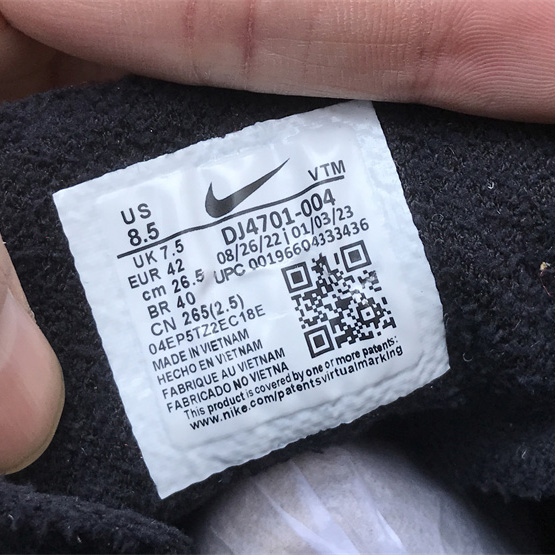 VTM
US
8.5
DJ4701-004
UK 7.5
08/26/22 | 01/03/23
EUR 42
UPC 00196604333436
cm 26.5
BR 40
CN 265(2.5)
04EP5TZ2EC18E
MADE IN VIETNAM
HECHO EN VIETNAM
FABRIQUE AU VIETNAM
FABRICADO NO VIETNA
This product is covered by one or more patents:
www.nike.com/patentsvirtualmarking